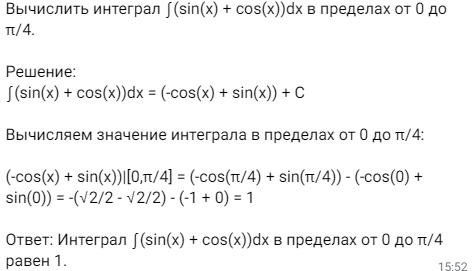 Вычислить интеграл ∫(sin(x) + cos(x))dx в пределах от 0 до
π/4.
Решение:
∫(sin(x) + cos(x))dx = (-cos(x) + sin(x)) + C
Вычисляем значение интеграла в пределах от 0 до π/4:
(-cos(x) + sin(x))|[0,π/4] = (-cos(π/4) + sin(π/4)) - (-cos(0) +
sin(0)) = -(√2/2 - √2/2) - (-1 + 0) = 1
Ответ: Интеграл ∫(sin(x) + cos(x))dx в пределах от 0 до π/4
равен 1.
15:52